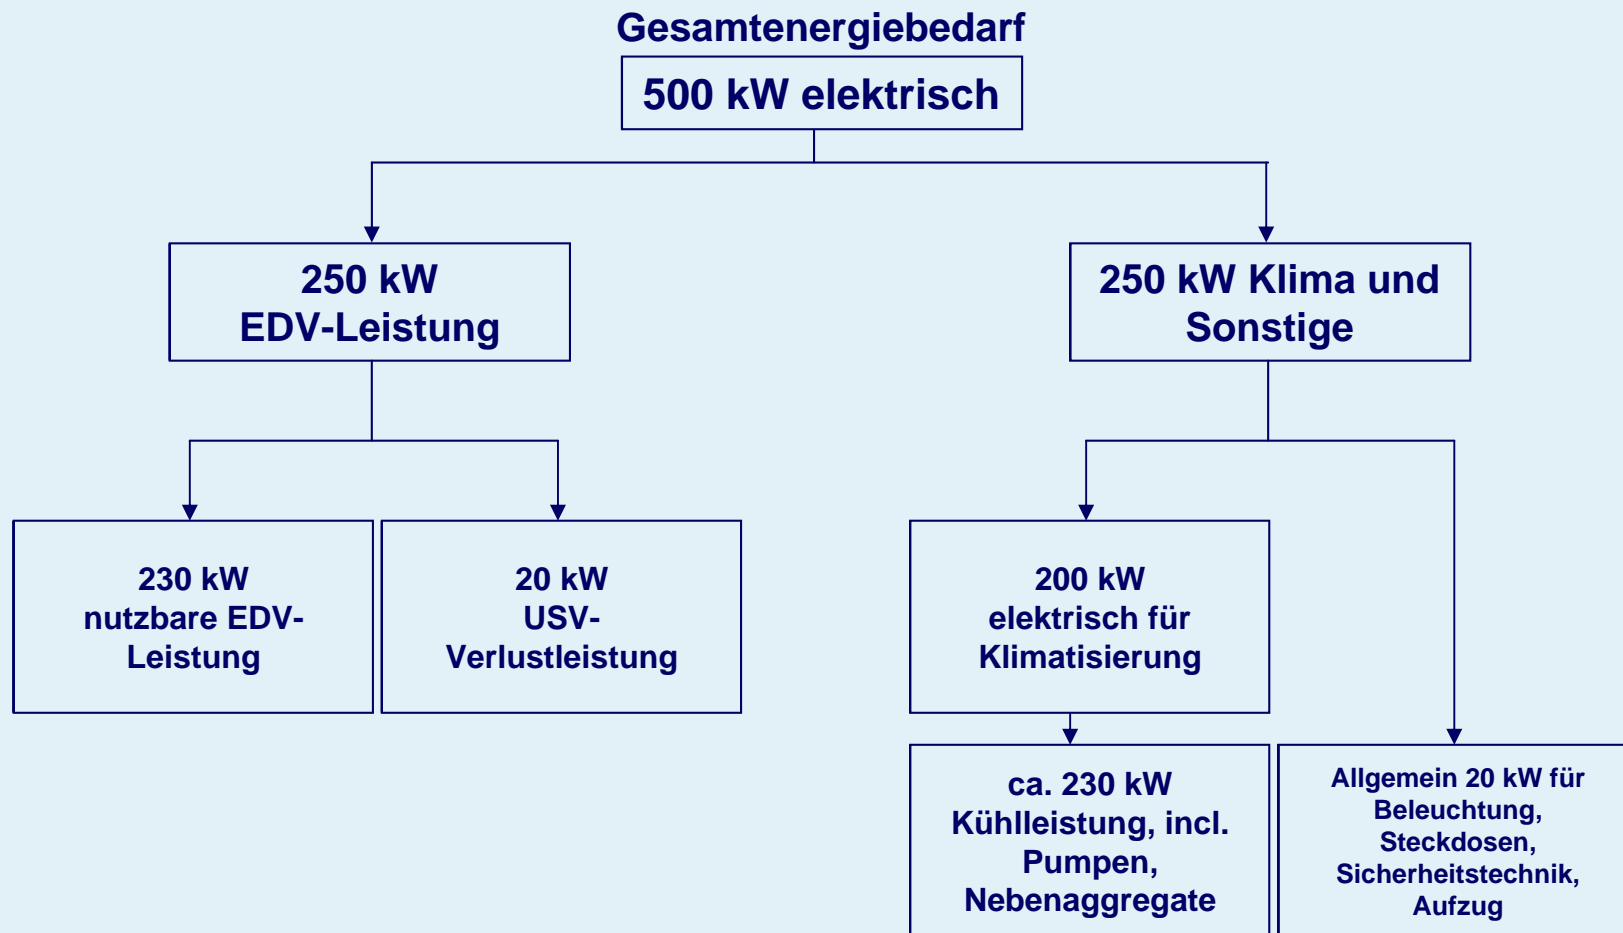 Gesamtenergiebedarf
500 kW elektrisch
250 kW
EDV-Leistung
250 kW Klima und
Sonstige
230 kW
nutzbare EDV-
Leistung
20 kW
USV-
Verlustleistung
200 kW
elektrisch für
Klimatisierung
ca. 230 kW
Kühlleistung, incl.
Pumpen,
Nebenaggregate
Allgemein 20 kW für
Beleuchtung,
Steckdosen,
Sicherheitstechnik,
Aufzug